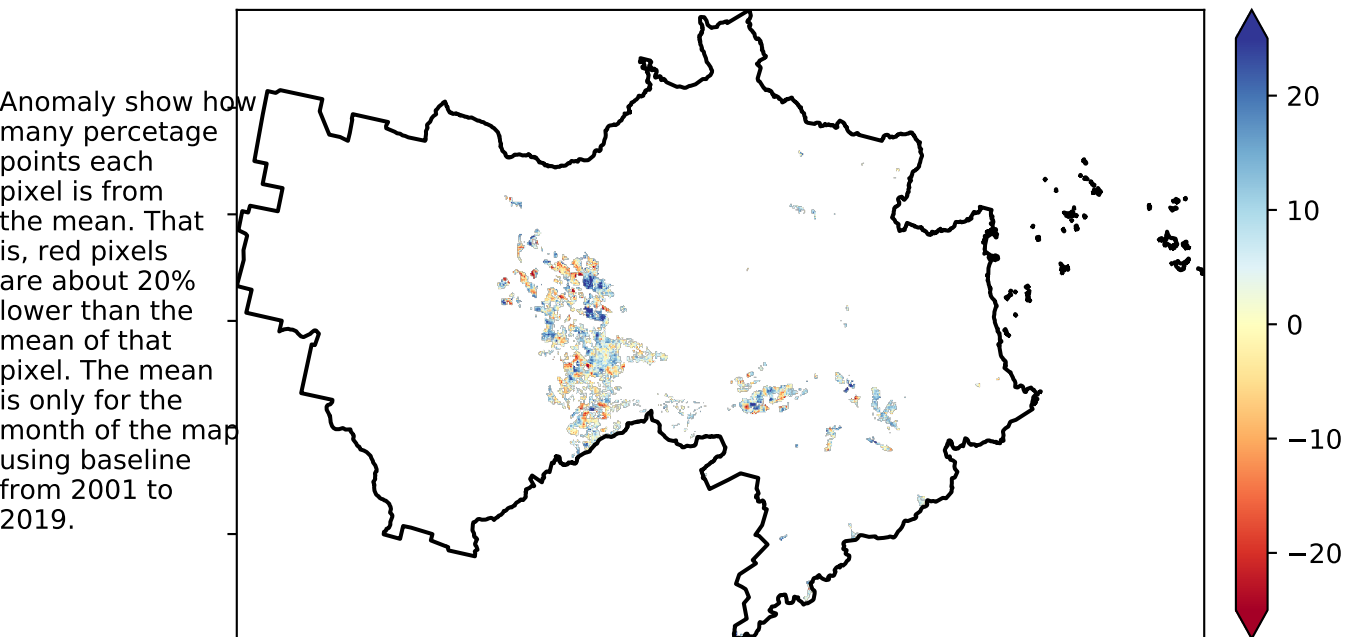 Anomaly show how
many percetage
points each
pixel is from
the mean. That
is, red pixels
are about 20%
lower than the
mean of that
pixel. The mean
is only for the
month of the map
using baseline
from 2001 to
2019.
20
10
0
−10
−20